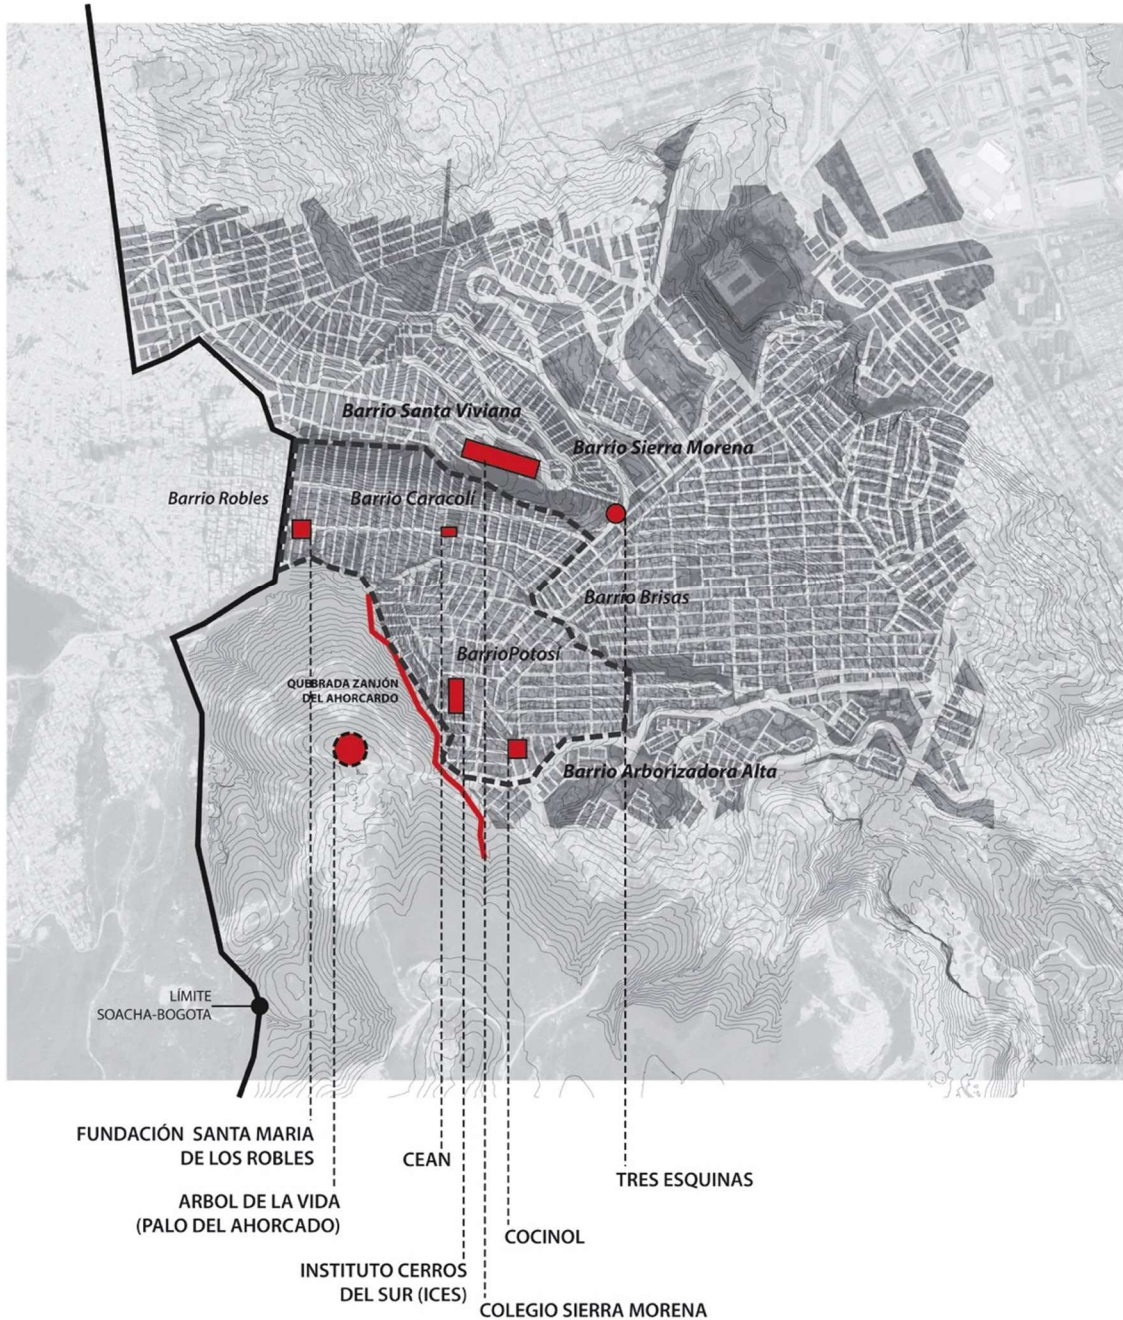 Barrio Santa Viviana
Barrio Sierra Morena
Barrio Robles
Barrio Caracolí
Barrio Brisas
BarrioPotosí
QUEBRADA ZANJÓN
DEL AHORCARDO
Barrio Arborizadora Alta
LÍMITE
SOACHA-BOGOTA
FUNDACIÓN SANTA MARIA
DE LOS ROBLES
CEAN
TRES ESQUINAS
ARBOL DE LA VIDA
(PALO DEL AHORCADO)
COCINOL
INSTITUTO CERROS
DEL SUR (ICES)
COLEGIO SIERRA MORENA